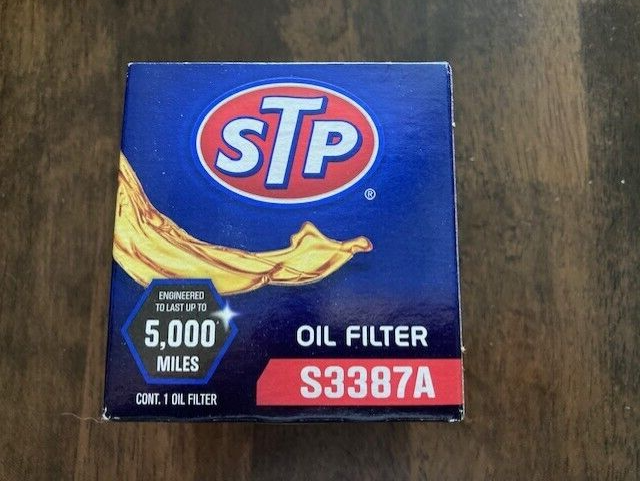 STP
®
ENGINEERED
TO LAST UP TO
5,000*
MILES
OIL FILTER
S3387A
CONT. 1 OIL FILTER